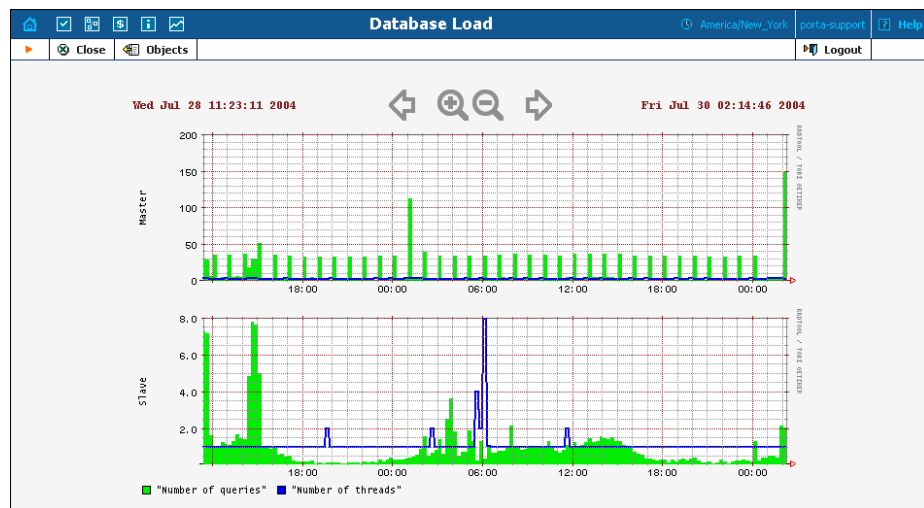 Database Load
America/New_York
porta-support
Help
Close
Objects
Logout
Wed Jul 28 11:23:11 2004
Fri Jul 30 02:14:46 2004
200
150
100
50
0
Master
RRDTOOL / TOBI OETIKER
18:00 00:00 06:00 12:00 18:00 00:00
8.0
6.0
4.0
2.0
Slave
RRDTOOL / TOBI OETIKER
18:00 00:00 06:00 12:00 18:00 00:00
"Number of queries" "Number of threads"